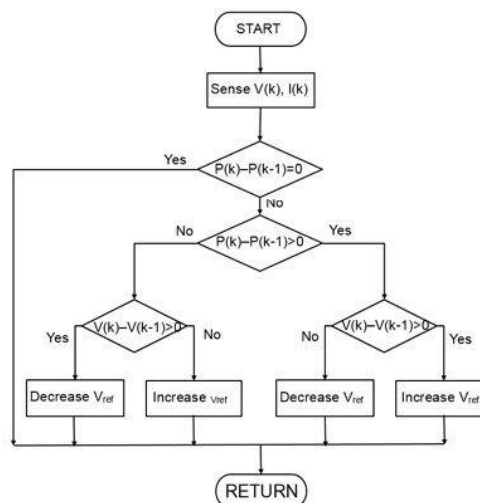 START
Sense V(k), I(k)
Yes
P(k)–P(k-1)=0
No
No
P(k)–P(k-1)>0
Yes
V(k)–V(k-1)>0
V(k)–V(k-1)>0
Yes
No
No
Yes
Decrease Vref
Increase Vref
Decrease Vref
Increase Vref
RETURN